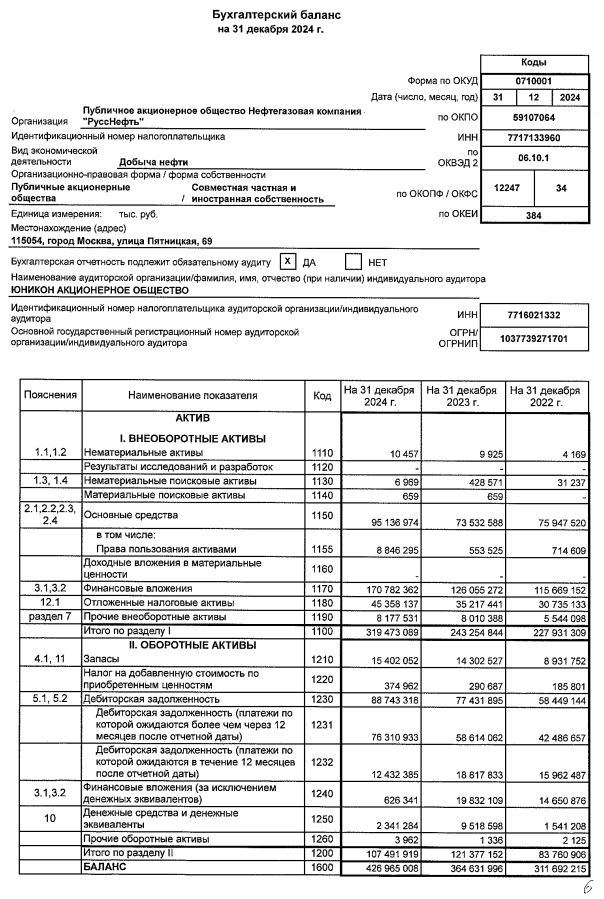 Бухгалтерский баланс
на 31 декабря 2024 г.
Коды
Форма по ОКУД 0710001
Дата (число, месяц, год) 31 12 2024
Организация Публичное акционерное общество Нефтегазовая компания "РуссНефть" по ОКПО 59107064
Идентификационный номер налогоплательщика ИНН 7717133960
Вид экономической деятельности Добыча нефти по ОКВЭД 2 06.10.1
Организационно-правовая форма / форма собственности
Публичные акционерные общества / Совместная частная и иностранная собственность по ОКОПФ / ОКФС 12247 34
Единица измерения: тыс. руб. по ОКЕИ 384
Местонахождение (адрес)
115054, город Москва, улица Пятницкая, 69
Бухгалтерская отчетность подлежит обязательному аудиту X ДА НЕТ
Наименование аудиторской организации/фамилия, имя, отчество (при наличии) индивидуального аудитора
ЮНИКОН АКЦИОНЕРНОЕ ОБЩЕСТВО
Идентификационный номер налогоплательщика аудиторской организации/индивидуального аудитора ИНН 7716021332
Основной государственный регистрационный номер аудиторской организации/индивидуального аудитора ОГРН/ ОГРНИП 1037739271701
Пояснения Наименование показателя Код На 31 декабря 2024 г. На 31 декабря 2023 г. На 31 декабря 2022 г.
АКТИВ
I. ВНЕОБОРОТНЫЕ АКТИВЫ
1.1,1.2 Нематериальные активы 1110 10 457 9 925 4 169
Результаты исследований и разработок 1120 - - -
1.3, 1.4 Нематериальные поисковые активы 1130 6 969 428 571 31 237
Материальные поисковые активы 1140 659 659 -
2.1,2.2,2.3, 2.4 Основные средства 1150 95 136 974 73 532 588 75 947 520
в том числе:
Права пользования активами 1155 8 846 295 553 525 714 609
Доходные вложения в материальные ценности 1160 - - -
3.1,3.2 Финансовые вложения 1170 170 782 362 126 055 272 115 669 152
12.1 Отложенные налоговые активы 1180 45 358 137 35 217 441 30 735 133
раздел 7 Прочие внеоборотные активы 1190 8 177 531 8 010 388 5 544 098
Итого по разделу I 1100 319 473 089 243 254 844 227 931 309
II. ОБОРОТНЫЕ АКТИВЫ
4.1, 11 Запасы 1210 15 402 052 14 302 527 8 931 752
Налог на добавленную стоимость по приобретенным ценностям 1220 374 962 290 687 185 801
5.1, 5.2 Дебиторская задолженность 1230 88 743 318 77 431 895 58 449 144
Дебиторская задолженность (платежи по которой ожидаются более чем через 12 месяцев после отчетной даты) 1231 76 310 933 58 614 062 42 486 657
Дебиторская задолженность (платежи по которой ожидаются в течение 12 месяцев после отчетной даты) 1232 12 432 385 18 817 833 15 962 487
3.1,3.2 Финансовые вложения (за исключением денежных эквивалентов) 1240 626 341 19 832 109 14 650 876
10 Денежные средства и денежные эквиваленты 1250 2 341 284 9 518 598 1 541 208
Прочие оборотные активы 1260 3 962 1 336 2 125
Итого по разделу II 1200 107 491 919 121 377 152 83 760 906
БАЛАНС 1600 426 965 008 364 631 996 311 692 215
6